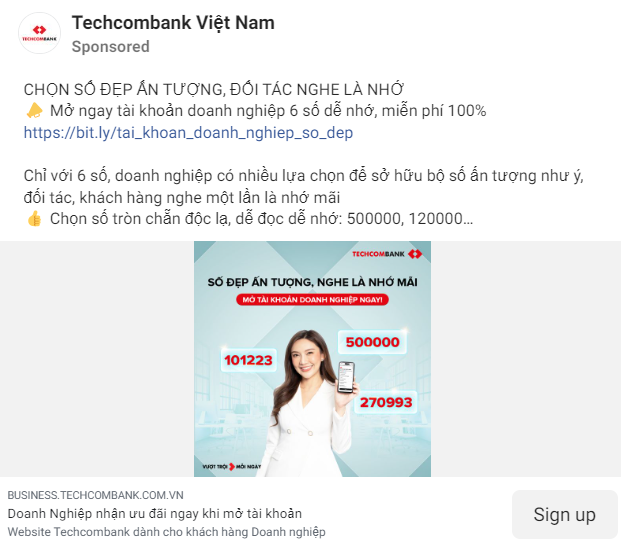 TECHCOMBANK
Techcombank Việt Nam
Sponsored
CHỌN SỐ ĐẸP ẤN TƯỢNG, ĐỐI TÁC NGHE LÀ NHỚ
📣 Mở ngay tài khoản doanh nghiệp 6 số dễ nhớ, miễn phí 100%
https://bit.ly/tai_khoan_doanh_nghiep_so_dep
Chỉ với 6 số, doanh nghiệp có nhiều lựa chọn để sở hữu bộ số ấn tượng như ý,
đối tác, khách hàng nghe một lần là nhớ mãi
👍 Chọn số tròn chẵn độc lạ, dễ đọc dễ nhớ: 500000, 120000...
TECHCOMBANK
SỐ ĐẸP ẤN TƯỢNG, NGHE LÀ NHỚ MÃI
MỞ TÀI KHOẢN DOANH NGHIỆP NGAY!
500000
101223
270993
VƯỢT TRỘI MỖI NGÀY
BUSINESS.TECHCOMBANK.COM.VN
Doanh Nghiệp nhận ưu đãi ngay khi mở tài khoản
Website Techcombank dành cho khách hàng Doanh nghiệp
Sign up